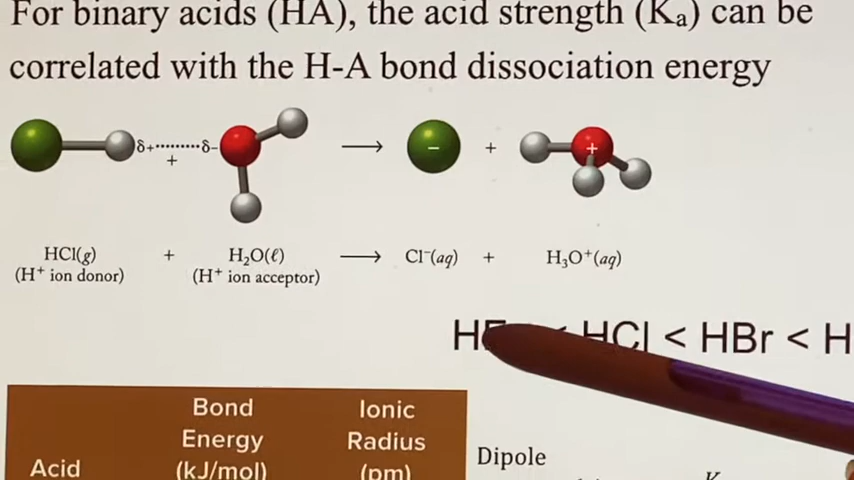 For binary acids (HA), the acid strength (Kₐ) can be
correlated with the H-A bond dissociation energy
δ+ δ-
+
− + +
HCl(g) + H₂O(ℓ) ⟶ Cl⁻(aq) + H₃O⁺(aq)
(H⁺ ion donor) (H⁺ ion acceptor)
< HCl < HBr < H
Bond Ionic
Energy Radius
Acid (kJ/mol) (pm)
Dipole
K